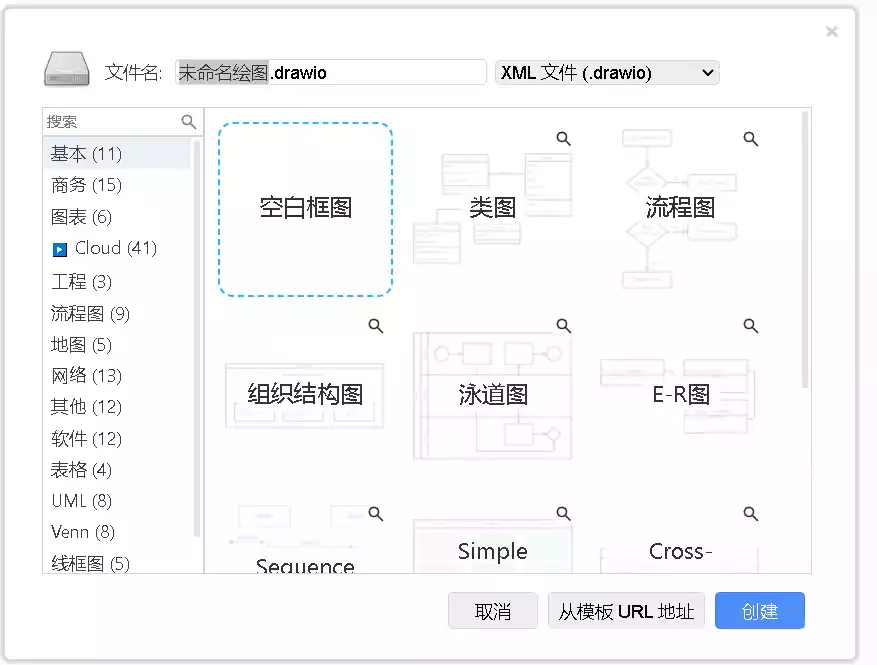 文件名:
未命名绘图.drawio
XML 文件 (.drawio)
搜索
基本 (11)
商务 (15)
图表 (6)
Cloud (41)
工程 (3)
流程图 (9)
地图 (5)
网络 (13)
其他 (12)
软件 (12)
表格 (4)
UML (8)
Venn (8)
线框图 (5)
空白框图
类图
流程图
组织结构图
泳道图
E-R图
Sequence
Simple
Cross-
取消
从模板 URL 地址
创建